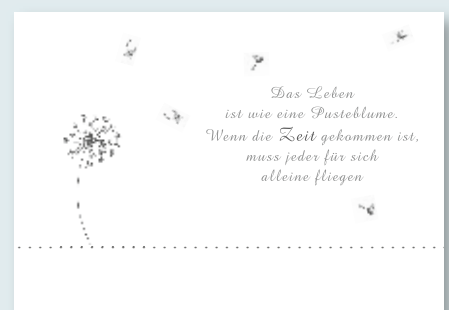 Das Leben
ist wie eine Pusteblume.
Wenn die Zeit gekommen ist,
muss jeder für sich
alleine fliegen